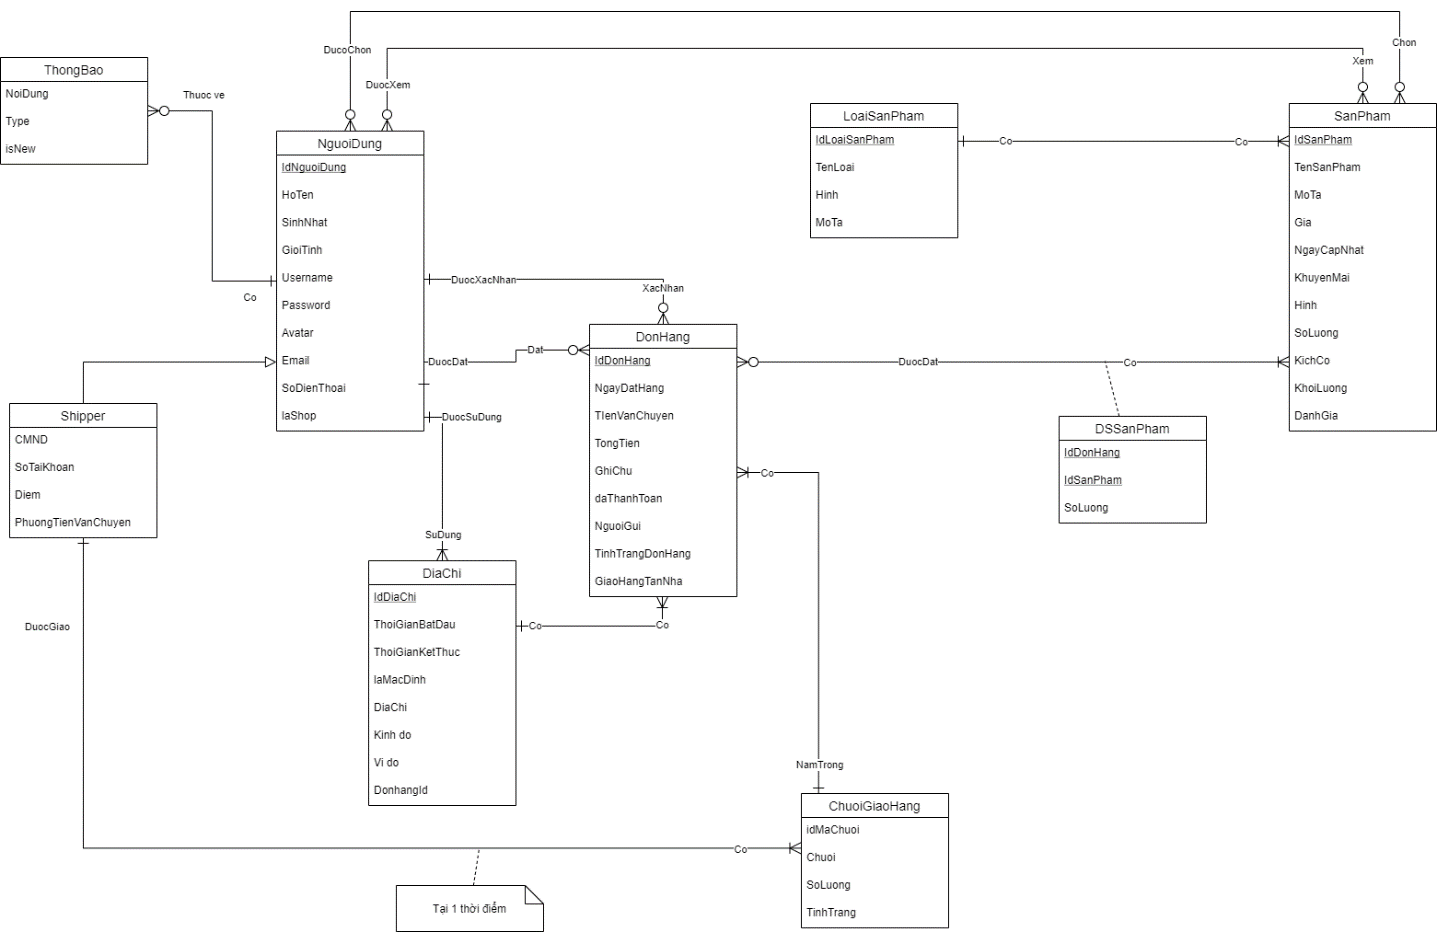 DucoChon
Chon
DuocXem
Xem
ThongBao
NoiDung
Type
isNew
Thuoc ve
Co
NguoiDung
IdNguoiDung
HoTen
SinhNhat
GioiTinh
Username
Password
Avatar
Email
SoDienThoai
laShop
LoaiSanPham
IdLoaiSanPham
TenLoai
Hinh
MoTa
Co
Co
SanPham
IdSanPham
TenSanPham
MoTa
Gia
NgayCapNhat
KhuyenMai
Hinh
SoLuong
KichCo
KhoiLuong
DanhGia
DuocXacNhan
XacNhan
DuocDat
Dat
DuocSuDung
SuDung
DonHang
IdDonHang
NgayDatHang
TIenVanChuyen
TongTien
GhiChu
daThanhToan
NguoiGui
TinhTrangDonHang
GiaoHangTanNha
DuocDat
Co
DSSanPham
IdDonHang
IdSanPham
SoLuong
Shipper
CMND
SoTaiKhoan
Diem
PhuongTienVanChuyen
DuocGiao
DiaChi
IdDiaChi
ThoiGianBatDau
ThoiGianKetThuc
laMacDinh
DiaChi
Kinh do
Vi do
DonhangId
Co
Co
Co
NamTrong
ChuoiGiaoHang
idMaChuoi
Chuoi
SoLuong
TinhTrang
Co
Tại 1 thời điểm